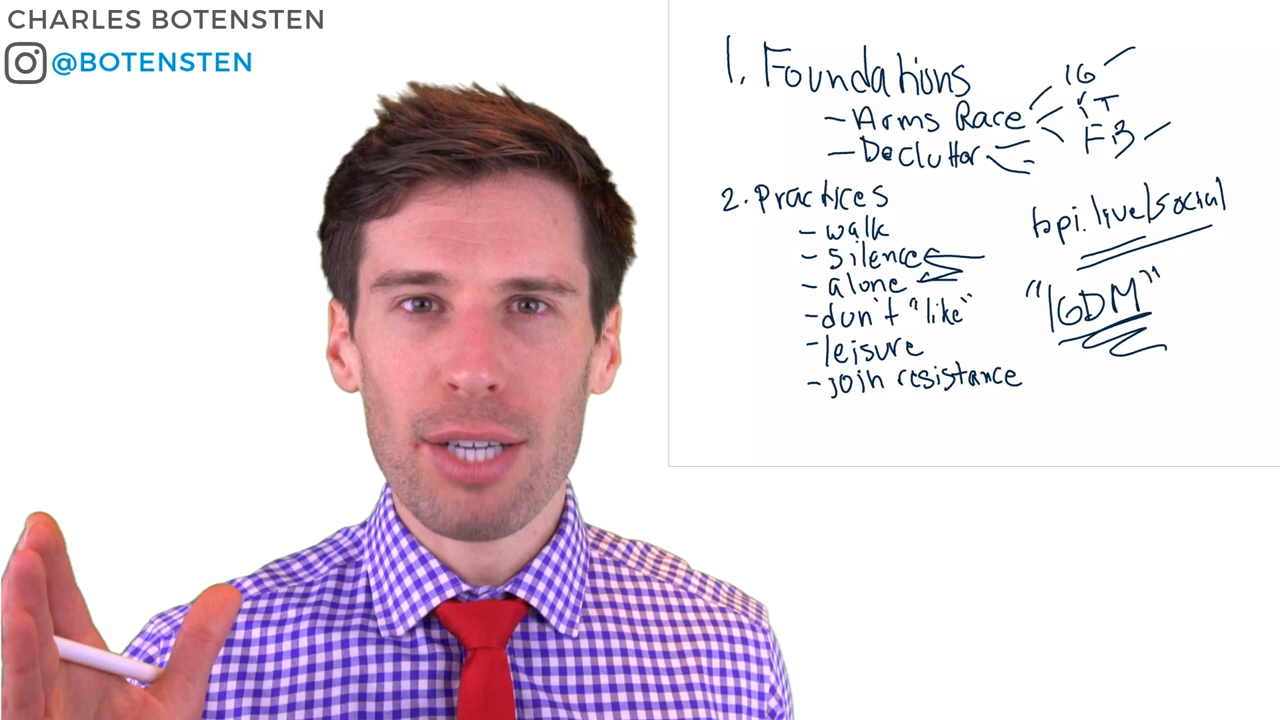 CHARLES BOTENSTEN
@BOTENSTEN
1. Foundations
- Arms Race
IG
YT
FB
- Declutter
2. Practices
- walk
- silence
- alone
- don't "like"
- leisure
- join resistance
bpi.live/social
"IGDM"